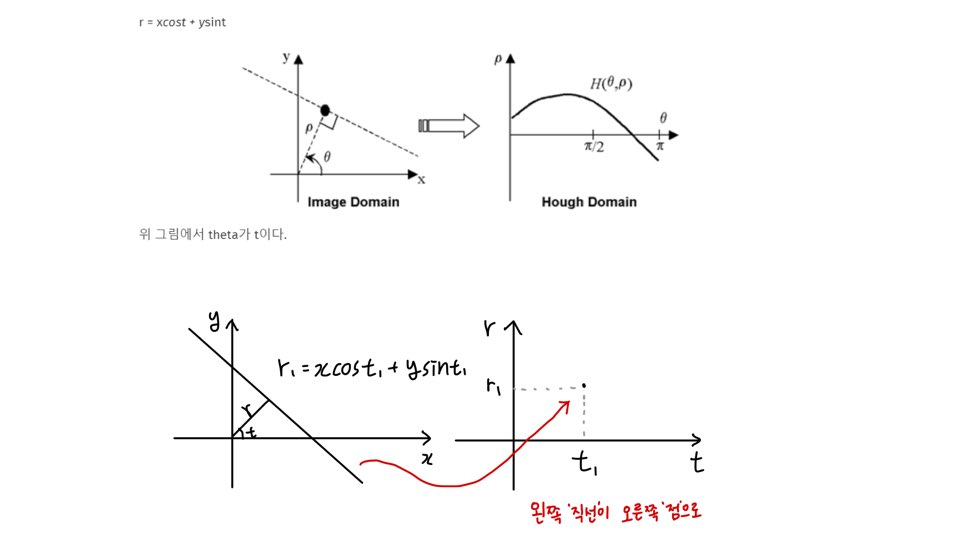 r = xcost + ysint
y
ρ
θ
x
Image Domain
ρ
H(θ,ρ)
θ
π/2
π
Hough Domain
위 그림에서 theta가 t이다.
y
r₁ = xcost₁ + ysint₁
r
t
x
r
r₁
t₁
t
왼쪽 '직선'이 오른쪽 '점'으로